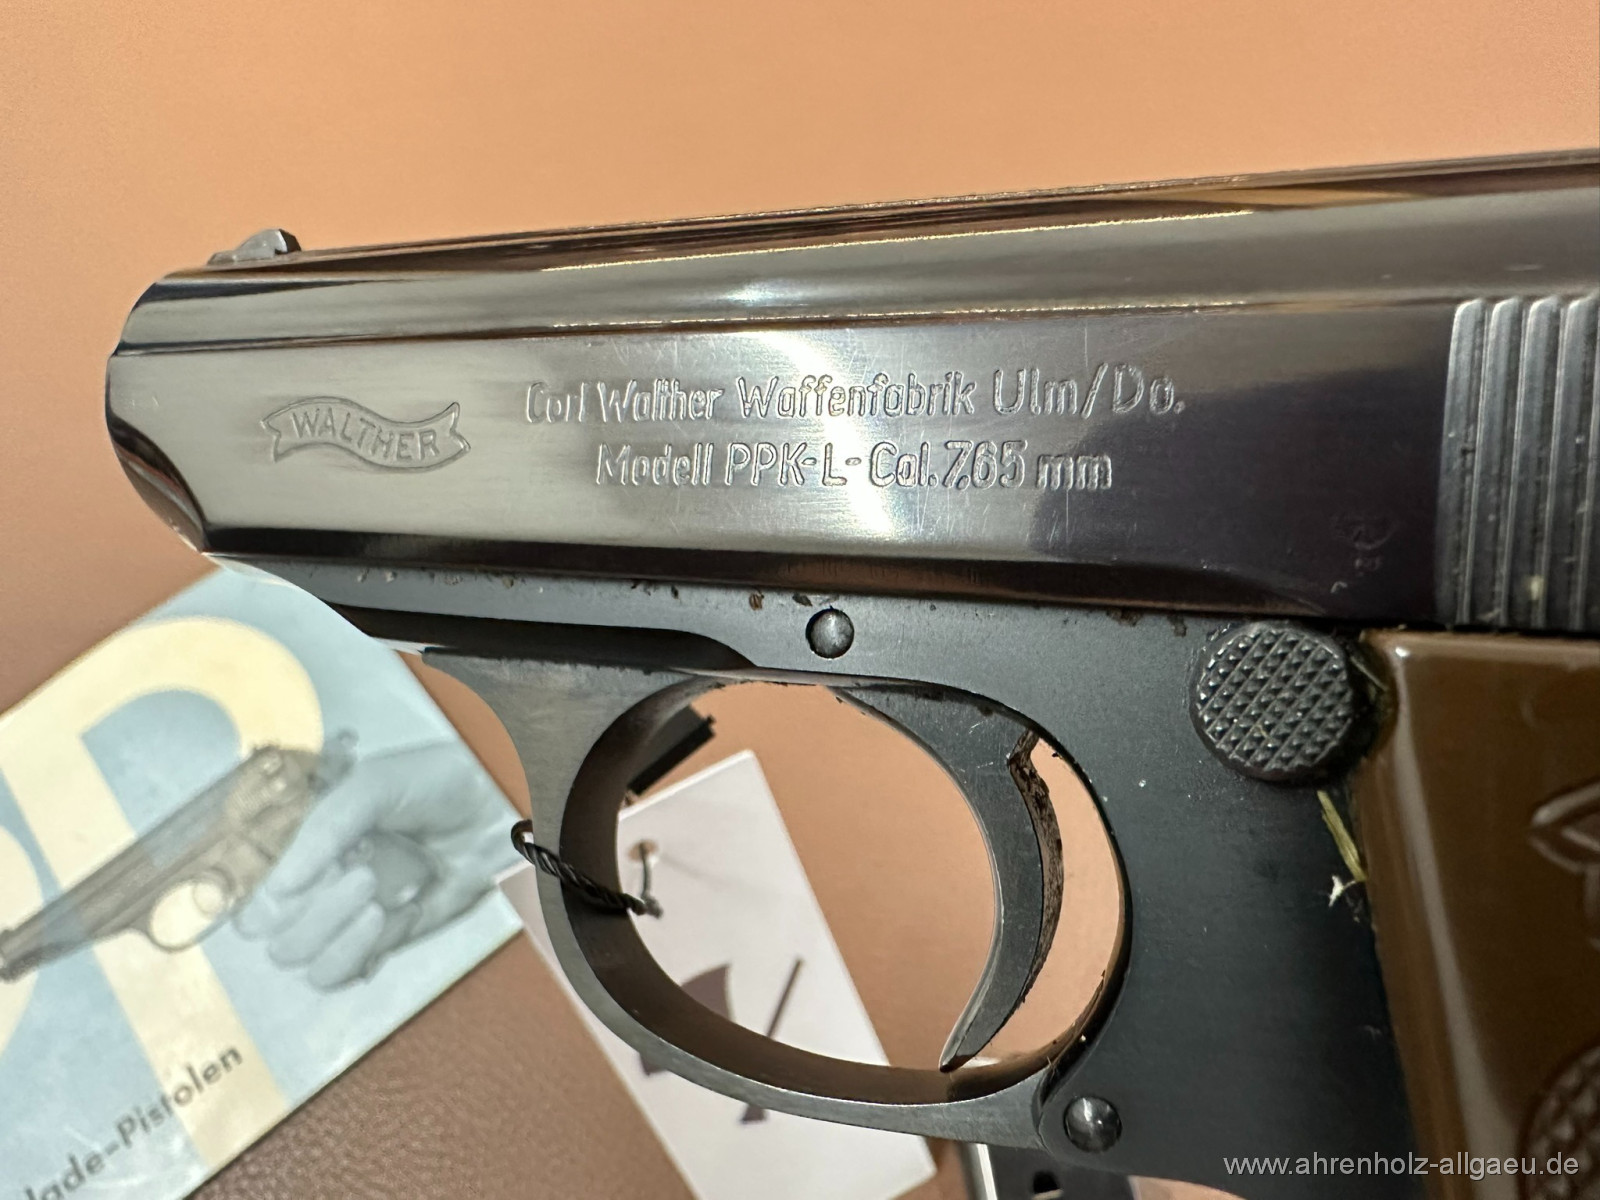 WALTHER
Carl Walther Waffenfabrik Ulm/Do.
Modell PPK-L-Cal.7,65 mm
lade-Pistolen
www.ahrenholz-allgaeu.de